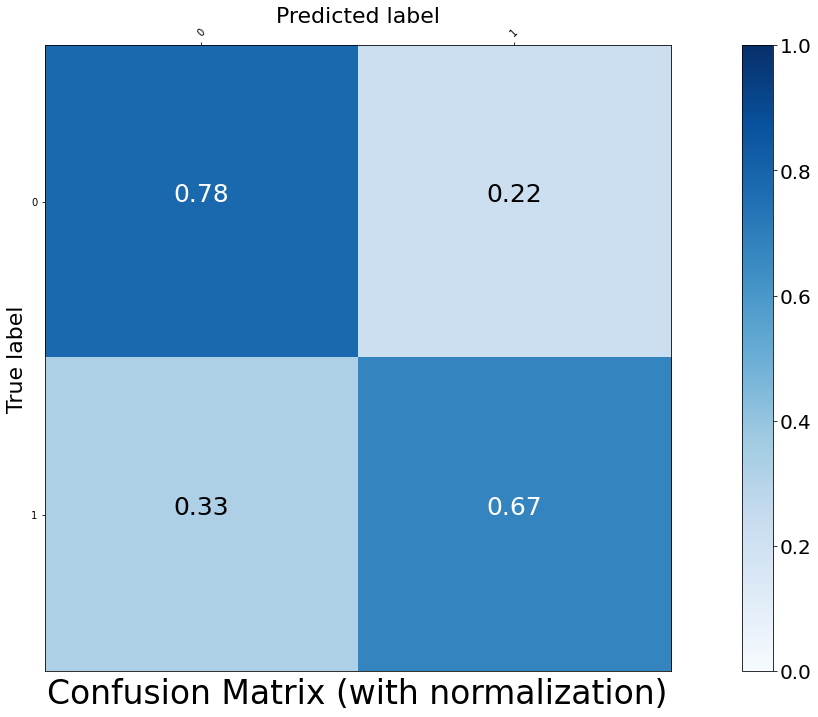 Predicted label
0 1
0 0.78 0.22
True label
1 0.33 0.67
Confusion Matrix (with normalization)
1.0
0.8
0.6
0.4
0.2
0.0